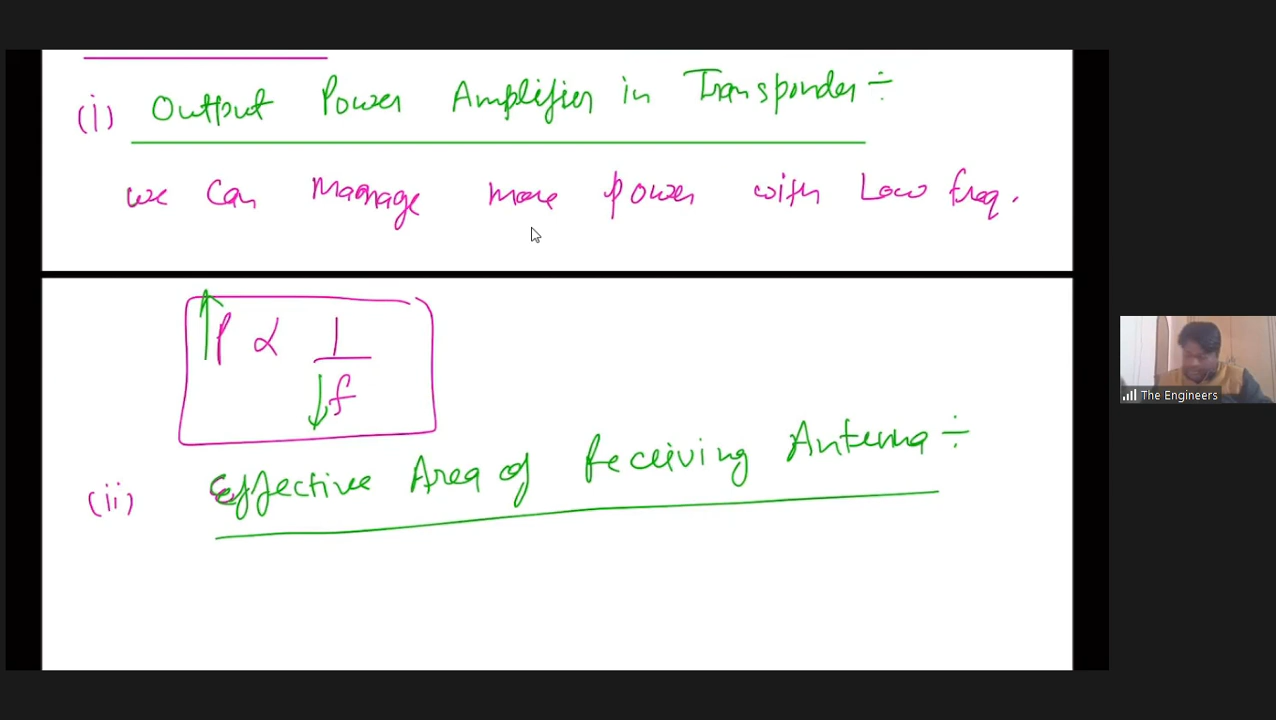 (i) Output Power Amplifier in Transponder ÷
we can Manage more power with Low freq.
↑P ∝ 1/↓f
(ii) Effective Area of Receiving Antenna ÷
The Engineers